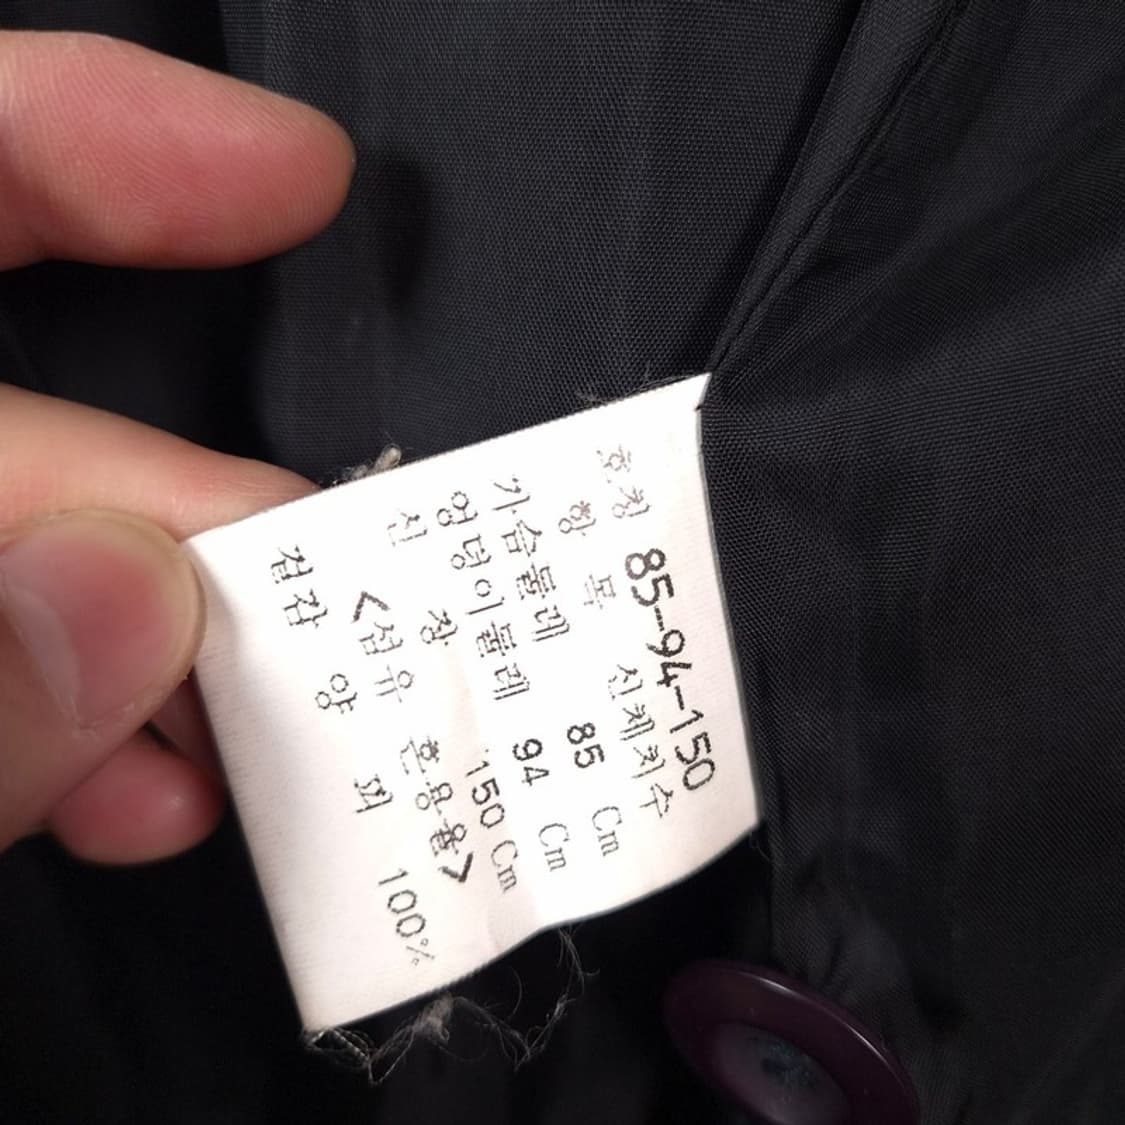 호칭 85-94-150
항 목 신체치수
가슴둘레 85 Cm
엉덩이둘레 94 Cm
신 장 150 Cm
<섬유 혼용율>
겉감 양 피 100%